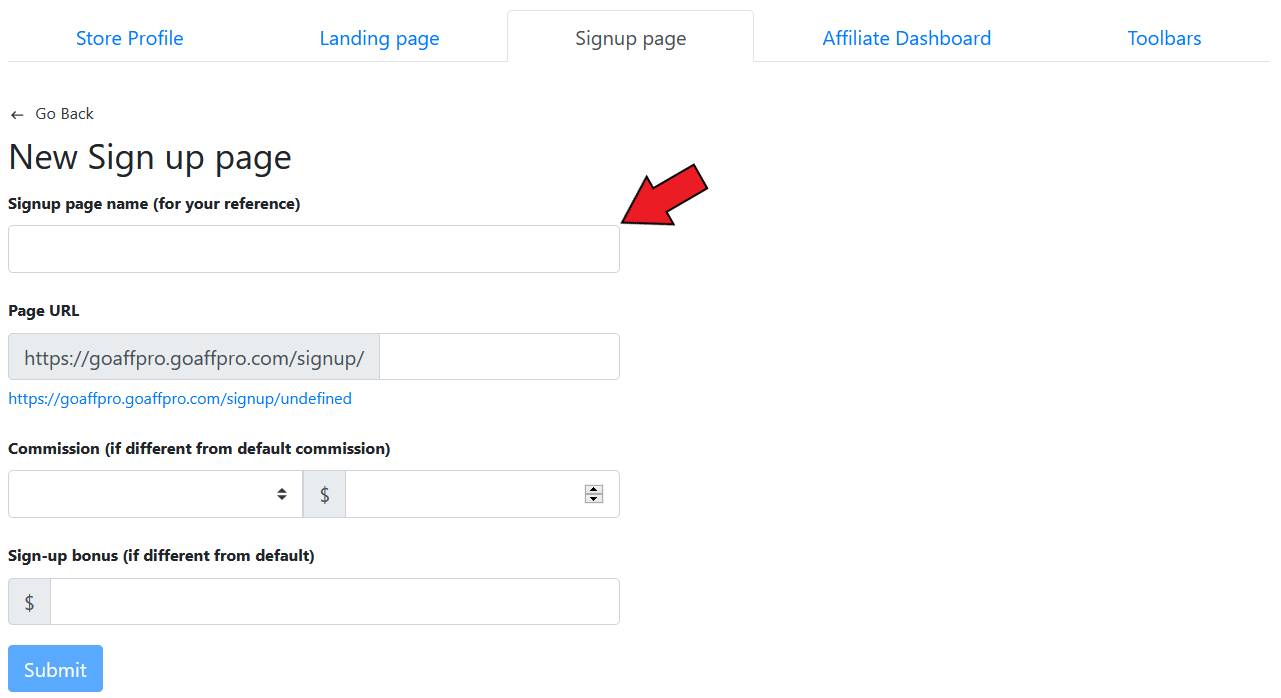 Store Profile
Landing page
Signup page
Affiliate Dashboard
Toolbars
← Go Back
New Sign up page
Signup page name (for your reference)
Page URL
https://goaffpro.goaffpro.com/signup/
https://goaffpro.goaffpro.com/signup/undefined
Commission (if different from default commission)
$
Sign-up bonus (if different from default)
$
Submit